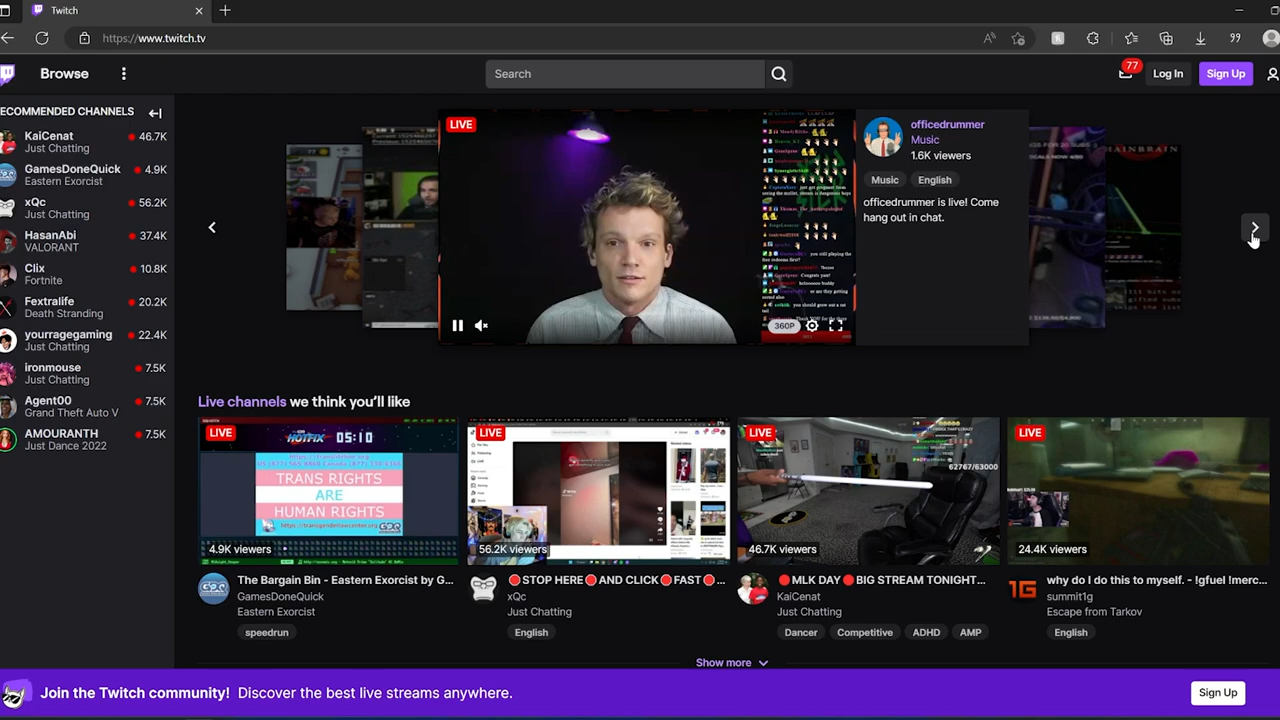 Twitch
https://www.twitch.tv
Browse
Search
77
Log In
Sign Up
RECOMMENDED CHANNELS
KaiCenat
46.7K
Just Chatting
GamesDoneQuick
4.9K
Eastern Exorcist
xQc
Just Chatting
HasanAbi
37.4K
VALORANT
Clix
10.8K
Fortnite
Fextralife
20.2K
yourragegaming
22.4K
Just Chatting
ironmouse
7.5K
Just Chatting
Agent00
7.5K
Grand Theft Auto V
AMOURANTH
7.5K
Just Dance 2022
LIVE
360P
officedrummer
Music
1.6K viewers
Music
English
officedrummer is live! Come
hang out in chat.
Live channels we think you'll like
LIVE
HOTFIX 05:10
TRANS RIGHTS
ARE
HUMAN RIGHTS
https://transgenderlawcenter.org
GDQ
4.9K viewers
The Bargain Bin - Eastern Exorcist by G...
GamesDoneQuick
Eastern Exorcist
speedrun
LIVE
56.2K viewers
🔴STOP HERE🔴AND CLICK🔴FAST🔴...
xQc
Just Chatting
English
LIVE
46.7K viewers
🔴MLK DAY🔴BIG STREAM TONIGHT...
KaiCenat
Just Chatting
Dancer
Competitive
ADHD
AMP
LIVE
24.4K viewers
why do I do this to myself. - !gfuel !merc...
summit1g
Escape from Tarkov
English
Show more
Join the Twitch community! Discover the best live streams anywhere.
Sign Up